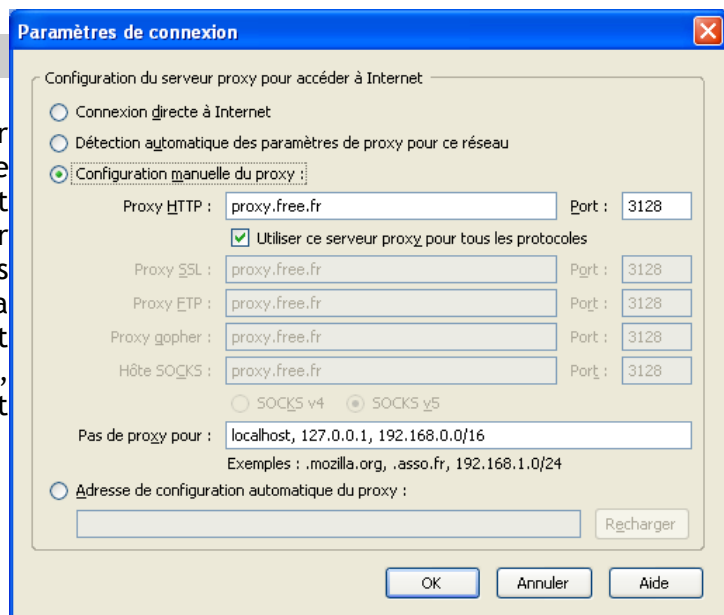 Paramètres de connexion
Configuration du serveur proxy pour accéder à Internet
Connexion directe à Internet
Détection automatique des paramètres de proxy pour ce réseau
Configuration manuelle du proxy :
Proxy HTTP : proxy.free.fr Port : 3128
Utiliser ce serveur proxy pour tous les protocoles
Proxy SSL : proxy.free.fr Port : 3128
Proxy FTP : proxy.free.fr Port : 3128
Proxy gopher : proxy.free.fr Port : 3128
Hôte SOCKS : proxy.free.fr Port : 3128
SOCKS v4 SOCKS v5
Pas de proxy pour : localhost, 127.0.0.1, 192.168.0.0/16
Exemples : .mozilla.org, .asso.fr, 192.168.1.0/24
Adresse de configuration automatique du proxy :
Recharger
OK Annuler Aide